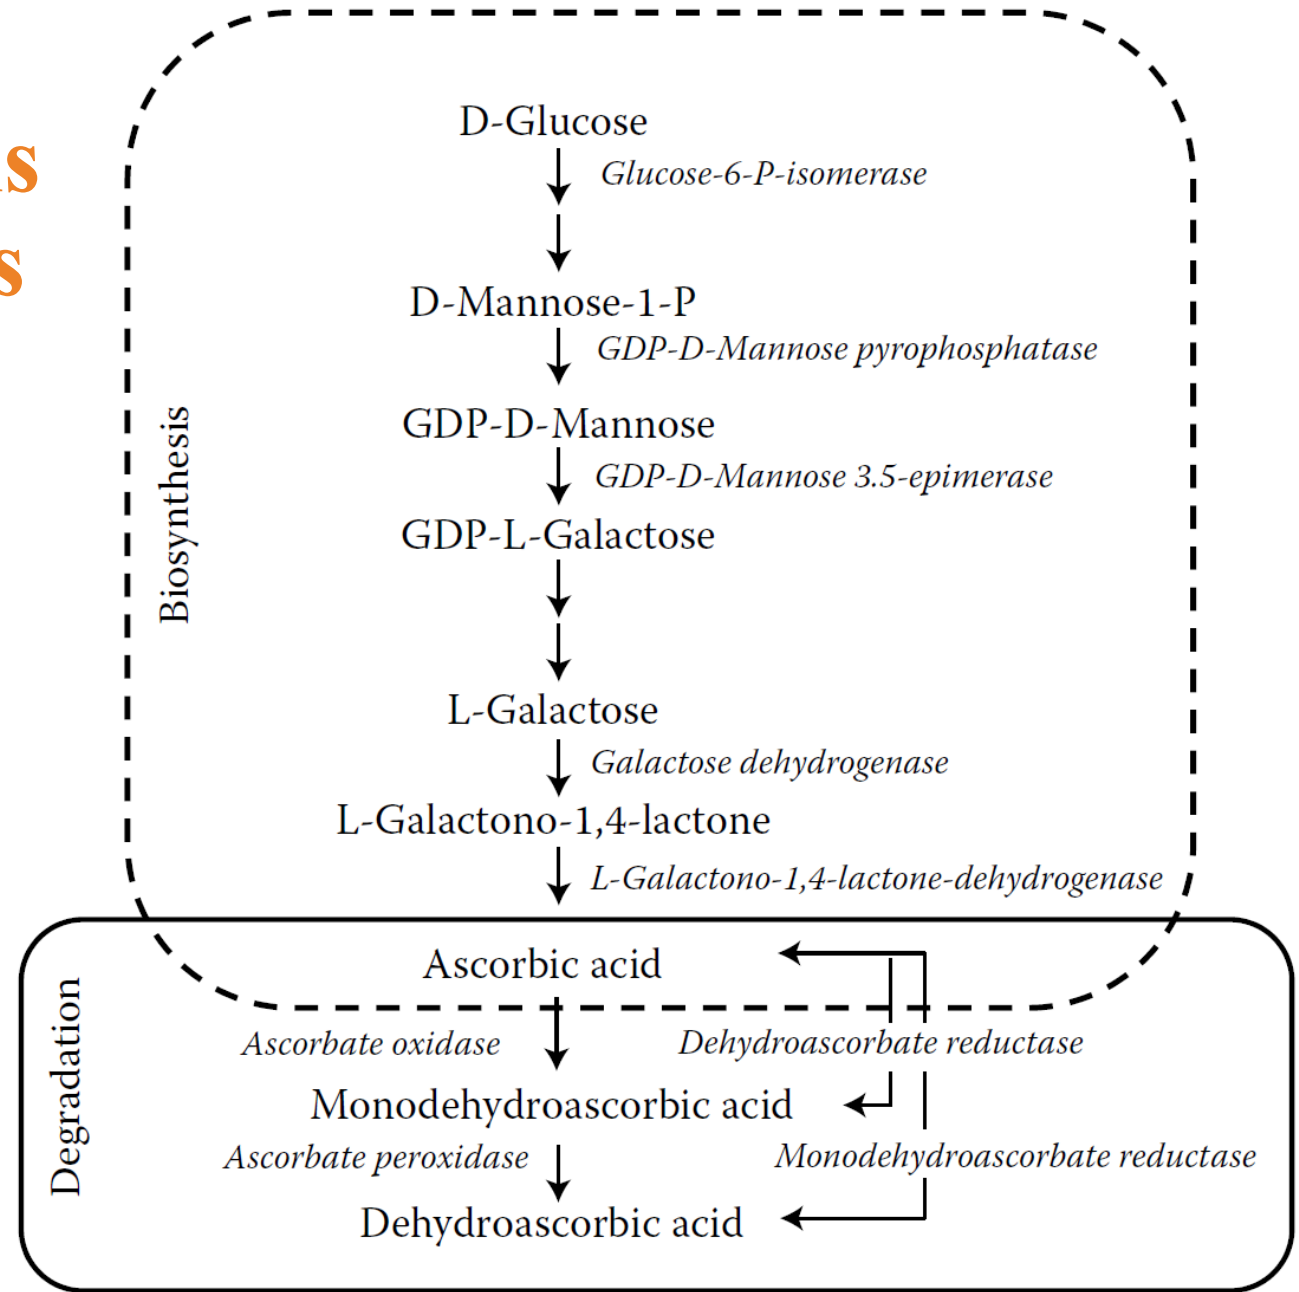 D-Glucose
Glucose-6-P-isomerase
D-Mannose-1-P
GDP-D-Mannose pyrophosphatase
GDP-D-Mannose
GDP-D-Mannose 3.5-epimerase
GDP-L-Galactose
L-Galactose
Galactose dehydrogenase
L-Galactono-1,4-lactone
L-Galactono-1,4-lactone-dehydrogenase
Biosynthesis
Ascorbic acid
Ascorbate oxidase
Dehydroascorbate reductase
Monodehydroascorbic acid
Ascorbate peroxidase
Monodehydroascorbate reductase
Dehydroascorbic acid
Degradation